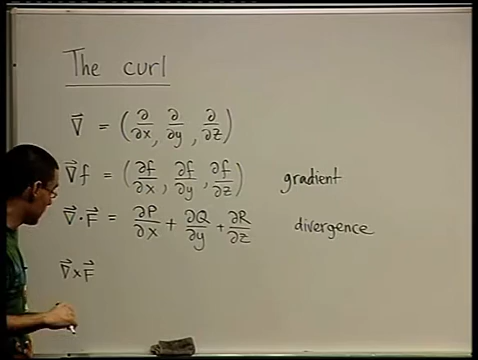 The curl
∇⃗ = (∂/∂x, ∂/∂y, ∂/∂z)
∇⃗f = (∂f/∂x, ∂f/∂y, ∂f/∂z) gradient
∇⃗·F⃗ = ∂P/∂x + ∂Q/∂y + ∂R/∂z divergence
∇⃗×F⃗